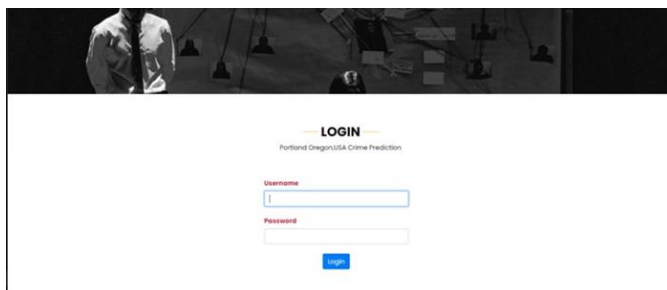 LOGIN
Portland Oregon,USA Crime Prediction
Username
Password
Login